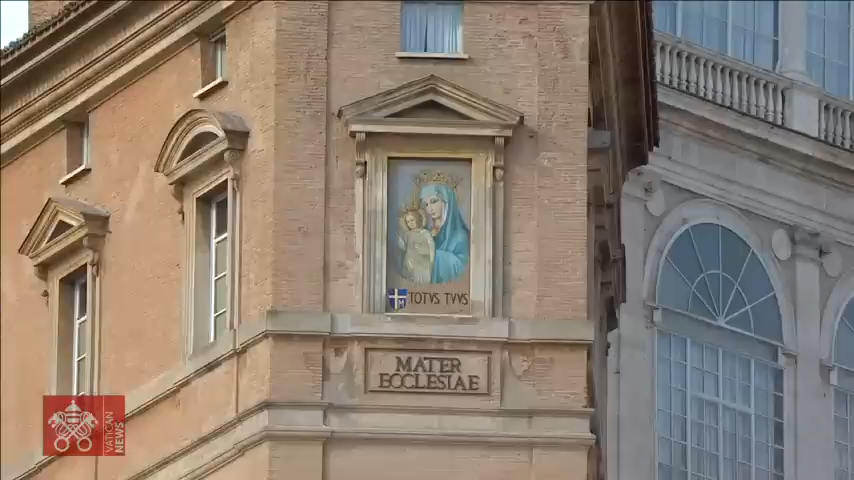 TOTVS TVVS
MATER
ECCLESIAE
VATICAN
NEWS